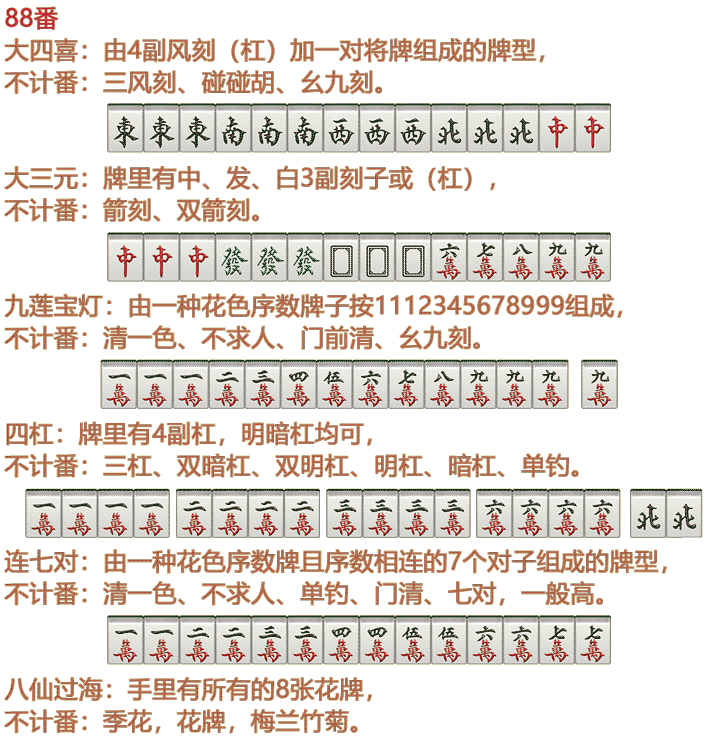 88番
大四喜：由4副风刻（杠）加一对将牌组成的牌型，
不计番：三风刻、碰碰胡、幺九刻。
東東東南南南西西西北北北中中
大三元：牌里有中、发、白3副刻子或（杠），
不计番：箭刻、双箭刻。
中中中發發發六萬七萬八萬九萬九萬
九莲宝灯：由一种花色序数牌子按1112345678999组成，
不计番：清一色、不求人、门前清、幺九刻。
一萬一萬一萬二萬三萬四萬伍萬六萬七萬八萬九萬九萬九萬 九萬
四杠：牌里有4副杠，明暗杠均可，
不计番：三杠、双暗杠、双明杠、明杠、暗杠、单钓。
一萬一萬一萬一萬 二萬二萬二萬二萬 三萬三萬三萬三萬 六萬六萬六萬六萬 北北
连七对：由一种花色序数牌且序数相连的7个对子组成的牌型，
不计番：清一色、不求人、单钓、门清、七对，一般高。
一萬一萬二萬二萬三萬三萬四萬四萬伍萬伍萬六萬六萬七萬七萬
八仙过海：手里有所有的8张花牌，
不计番：季花，花牌，梅兰竹菊。